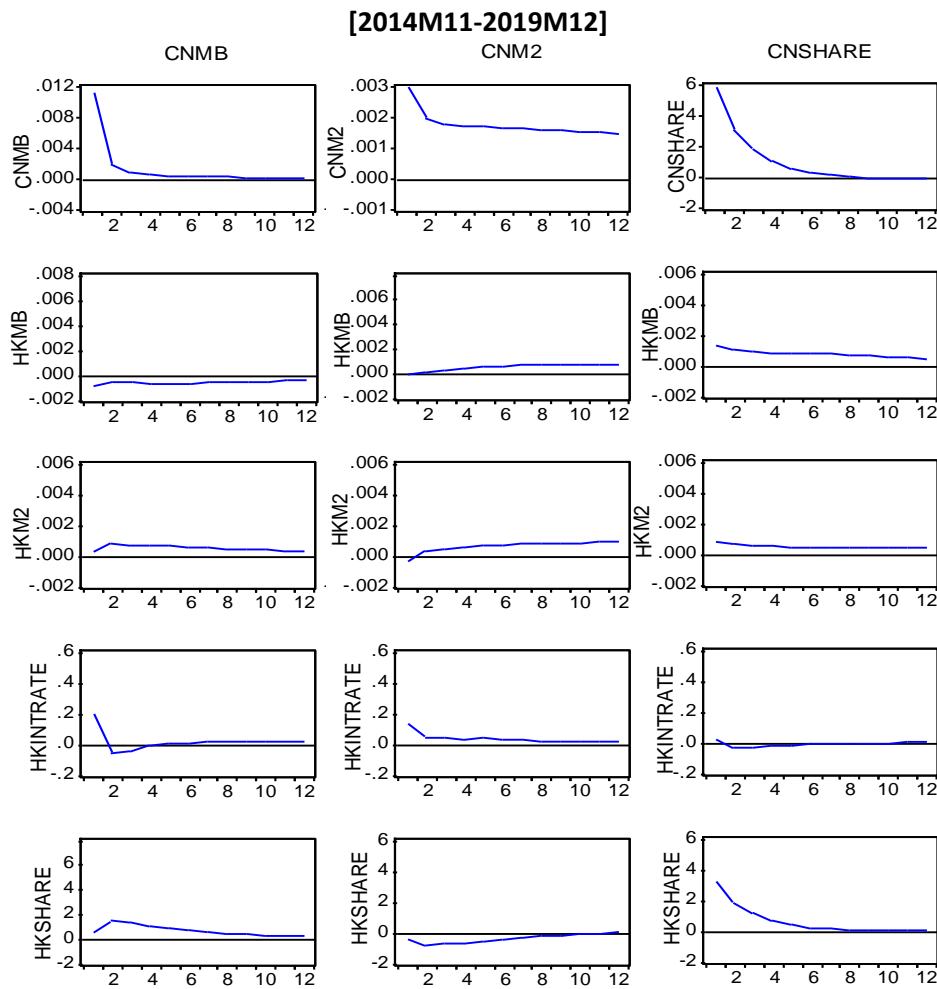 [2014M11-2019M12]
CNMB CNM2 CNSHARE
CNMB
.012
.008
.004
.000
-.004
2 4 6 8 10 12
CNM2
.003
.002
.001
.000
-.001
2 4 6 8 10 12
CNSHARE
6
4
2
0
-2
2 4 6 8 10 12
HKMB
.008
.006
.004
.002
.000
-.002
2 4 6 8 10 12
HKMB
.006
.004
.002
.000
-.002
2 4 6 8 10 12
HKMB
.006
.004
.002
.000
-.002
2 4 6 8 10 12
HKM2
.006
.004
.002
.000
-.002
2 4 6 8 10 12
HKM2
.006
.004
.002
.000
-.002
2 4 6 8 10 12
HKM2
.006
.004
.002
.000
-.002
2 4 6 8 10 12
HKINTRATE
.6
.4
.2
.0
-.2
2 4 6 8 10 12
HKINTRATE
.6
.4
.2
.0
-.2
2 4 6 8 10 12
HKINTRATE
.6
.4
.2
.0
-.2
2 4 6 8 10 12
HKSHARE
6
4
2
0
-2
2 4 6 8 10 12
HKSHARE
6
4
2
0
-2
2 4 6 8 10 12
HKSHARE
6
4
2
0
-2
2 4 6 8 10 12